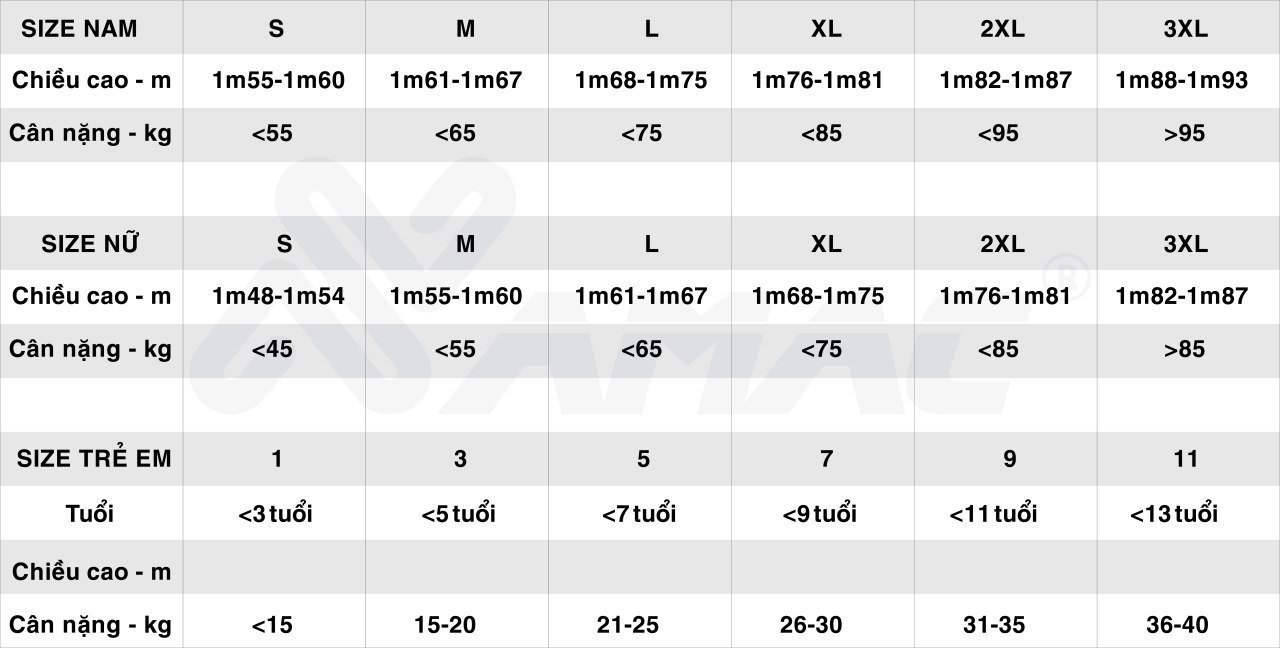 SIZE NAM S M L XL 2XL 3XL
Chiều cao - m 1m55-1m60 1m61-1m67 1m68-1m75 1m76-1m81 1m82-1m87 1m88-1m93
Cân nặng - kg <55 <65 <75 <85 <95 >95
SIZE NỮ S M L XL 2XL 3XL
Chiều cao - m 1m48-1m54 1m55-1m60 1m61-1m67 1m68-1m75 1m76-1m81 1m82-1m87
Cân nặng - kg <45 <55 <65 <75 <85 >85
AMAC ®
SIZE TRẺ EM 1 3 5 7 9 11
Tuổi <3 tuổi <5 tuổi <7 tuổi <9 tuổi <11 tuổi <13 tuổi
Chiều cao - m
Cân nặng - kg <15 15-20 21-25 26-30 31-35 36-40